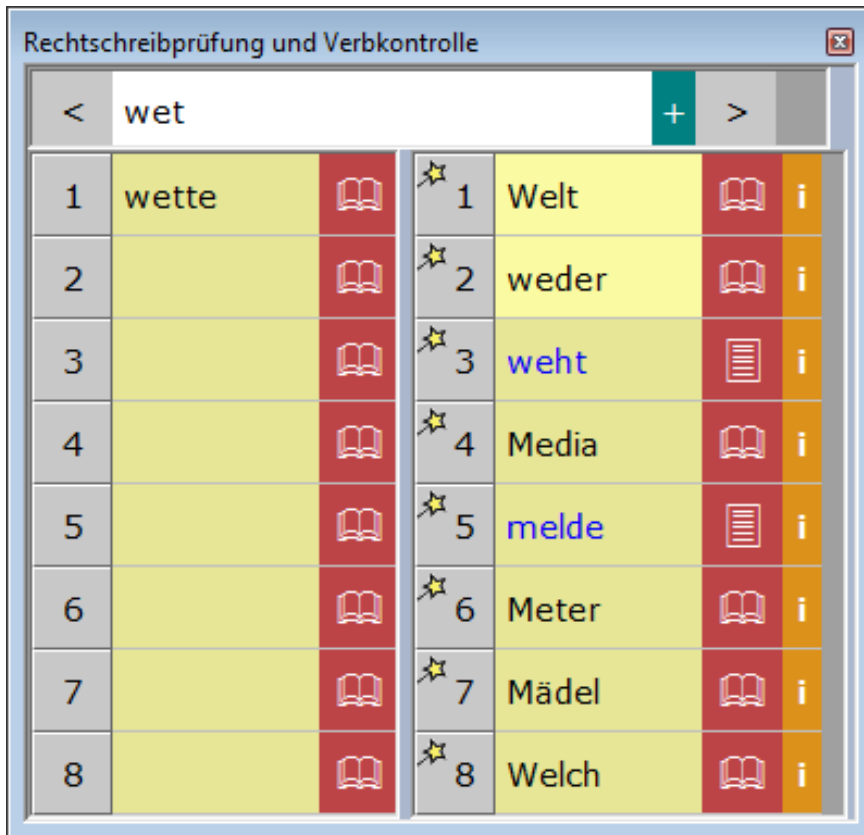 Rechtschreibprüfung und Verbkontrolle
< wet + >
1 wette
2
3
4
5
6
7
8
1 Welt i
2 weder i
3 weht i
4 Media i
5 melde i
6 Meter i
7 Mädel i
8 Welch i